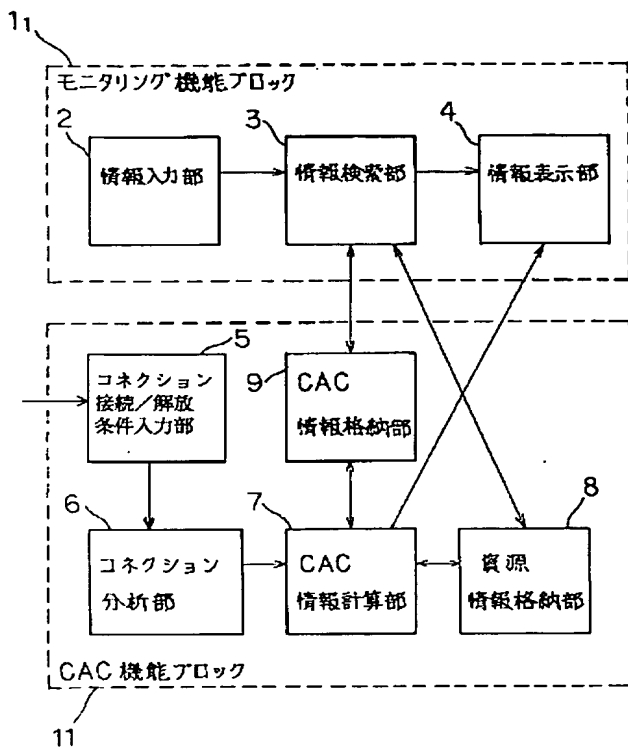 1₁
モニタリング機能ブロック
2
3
4
情報入力部
情報検索部
情報表示部
5
コネクション
接続/解放
条件入力部
9
CAC
情報格納部
6
コネクション
分析部
7
CAC
情報計算部
8
資源
情報格納部
CAC機能ブロック
11